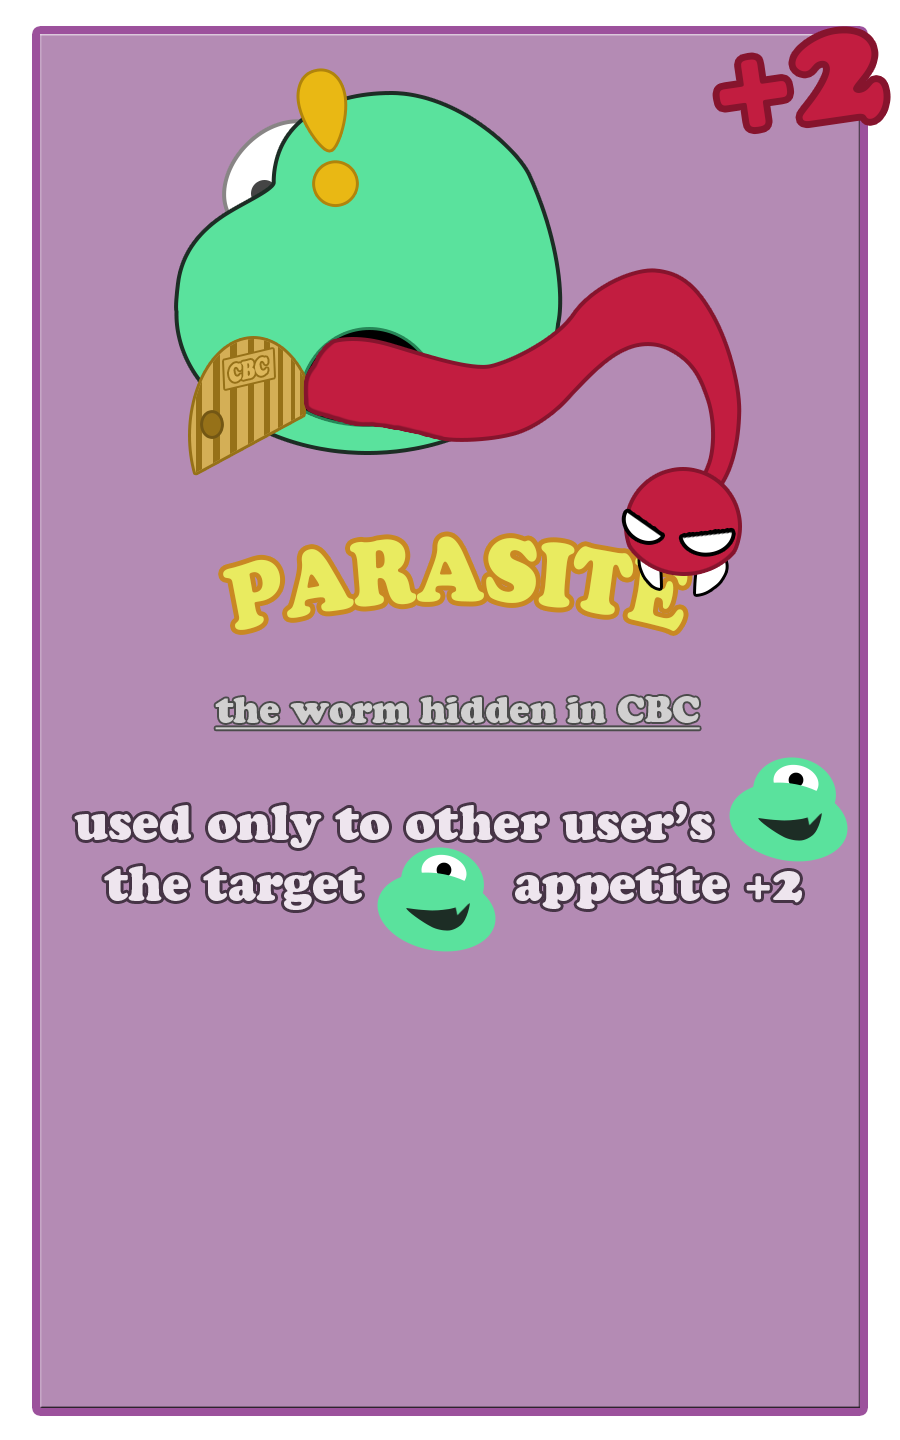 +2
CBC
PARASITE
the worm hidden in CBC
used only to other user's
the target appetite +2